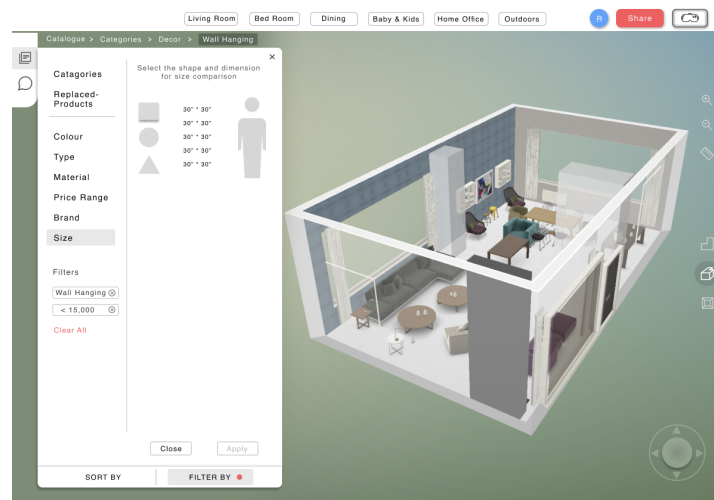 Living Room
Bed Room
Dining
Baby & Kids
Home Office
Outdoors
R
Share
Catalogue > Categories > Decor > Wall Hanging
×
Catagories
Replaced-
Products
Colour
Type
Material
Price Range
Brand
Size
Filters
Wall Hanging
< 15,000
Clear All
Select the shape and dimension
for size comparison
30" * 30"
30" * 30"
30" * 30"
30" * 30"
30" * 30"
Close
Apply
SORT BY
FILTER BY